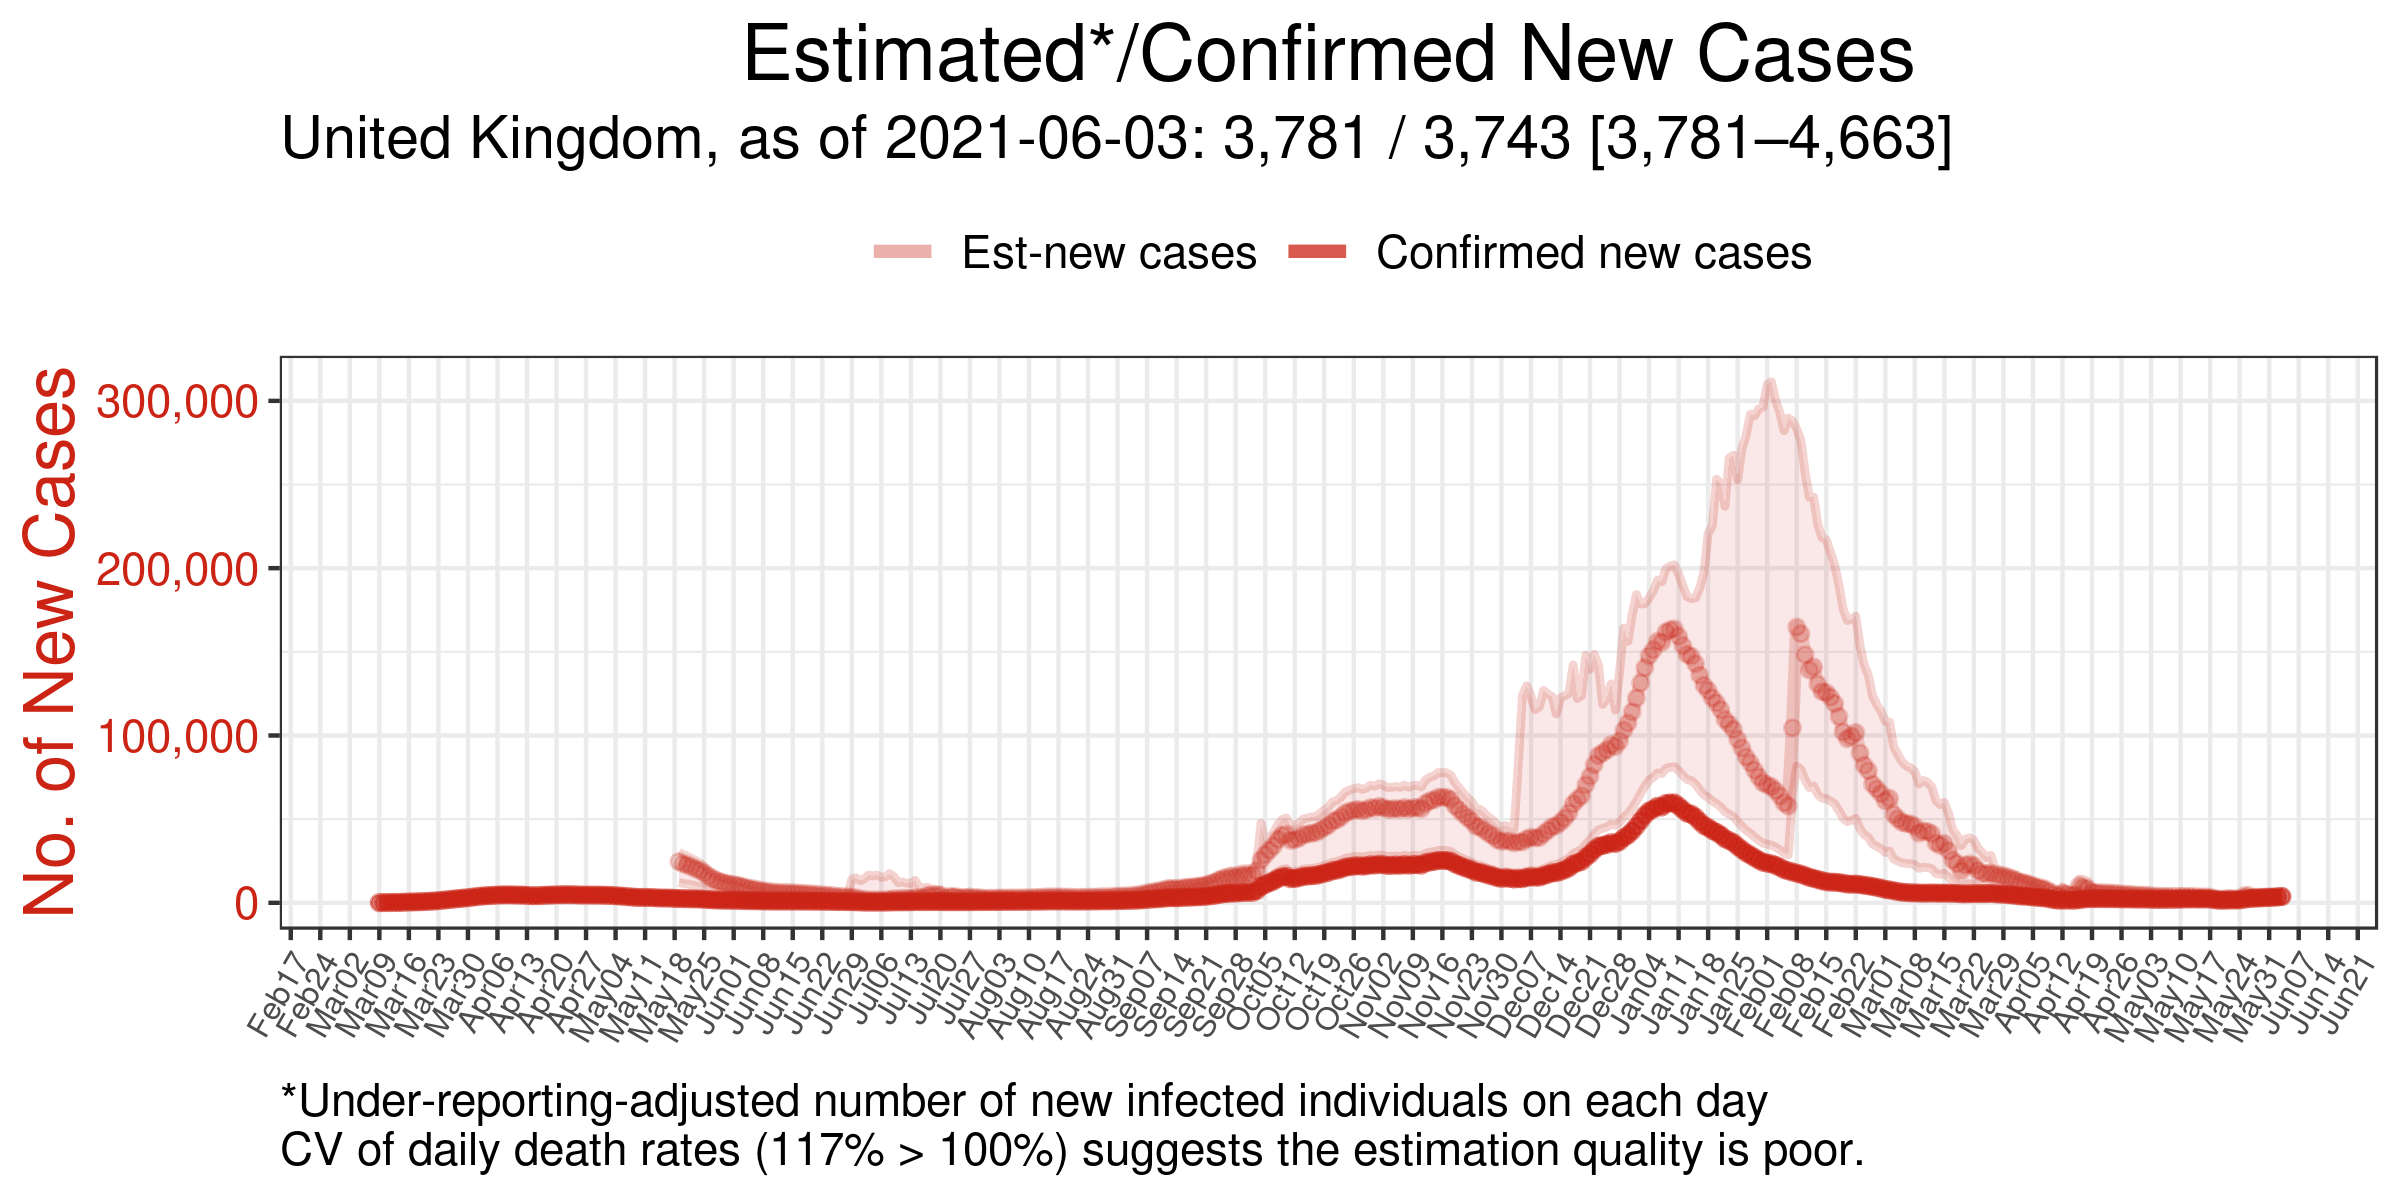 Estimated*/Confirmed New Cases
United Kingdom, as of 2021-06-03: 3,781 / 3,743 [3,781–4,663]
Est-new cases
Confirmed new cases
No. of New Cases
300,000
200,000
100,000
0
Feb17
Feb24
Mar02
Mar09
Mar16
Mar23
Mar30
Apr06
Apr13
Apr20
Apr27
May04
May11
May18
May25
Jun01
Jun08
Jun15
Jun22
Jun29
Jul06
Jul13
Jul20
Jul27
Aug03
Aug10
Aug17
Aug24
Aug31
Sep07
Sep14
Sep21
Sep28
Oct05
Oct12
Oct19
Oct26
Nov02
Nov09
Nov16
Nov23
Nov30
Dec07
Dec14
Dec21
Dec28
Jan04
Jan11
Jan18
Jan25
Feb01
Feb08
Feb15
Feb22
Mar01
Mar08
Mar15
Mar22
Mar29
Apr05
Apr12
Apr19
Apr26
May03
May10
May17
May24
May31
Jun07
Jun14
Jun21
*Under-reporting-adjusted number of new infected individuals on each day
CV of daily death rates (117% > 100%) suggests the estimation quality is poor.